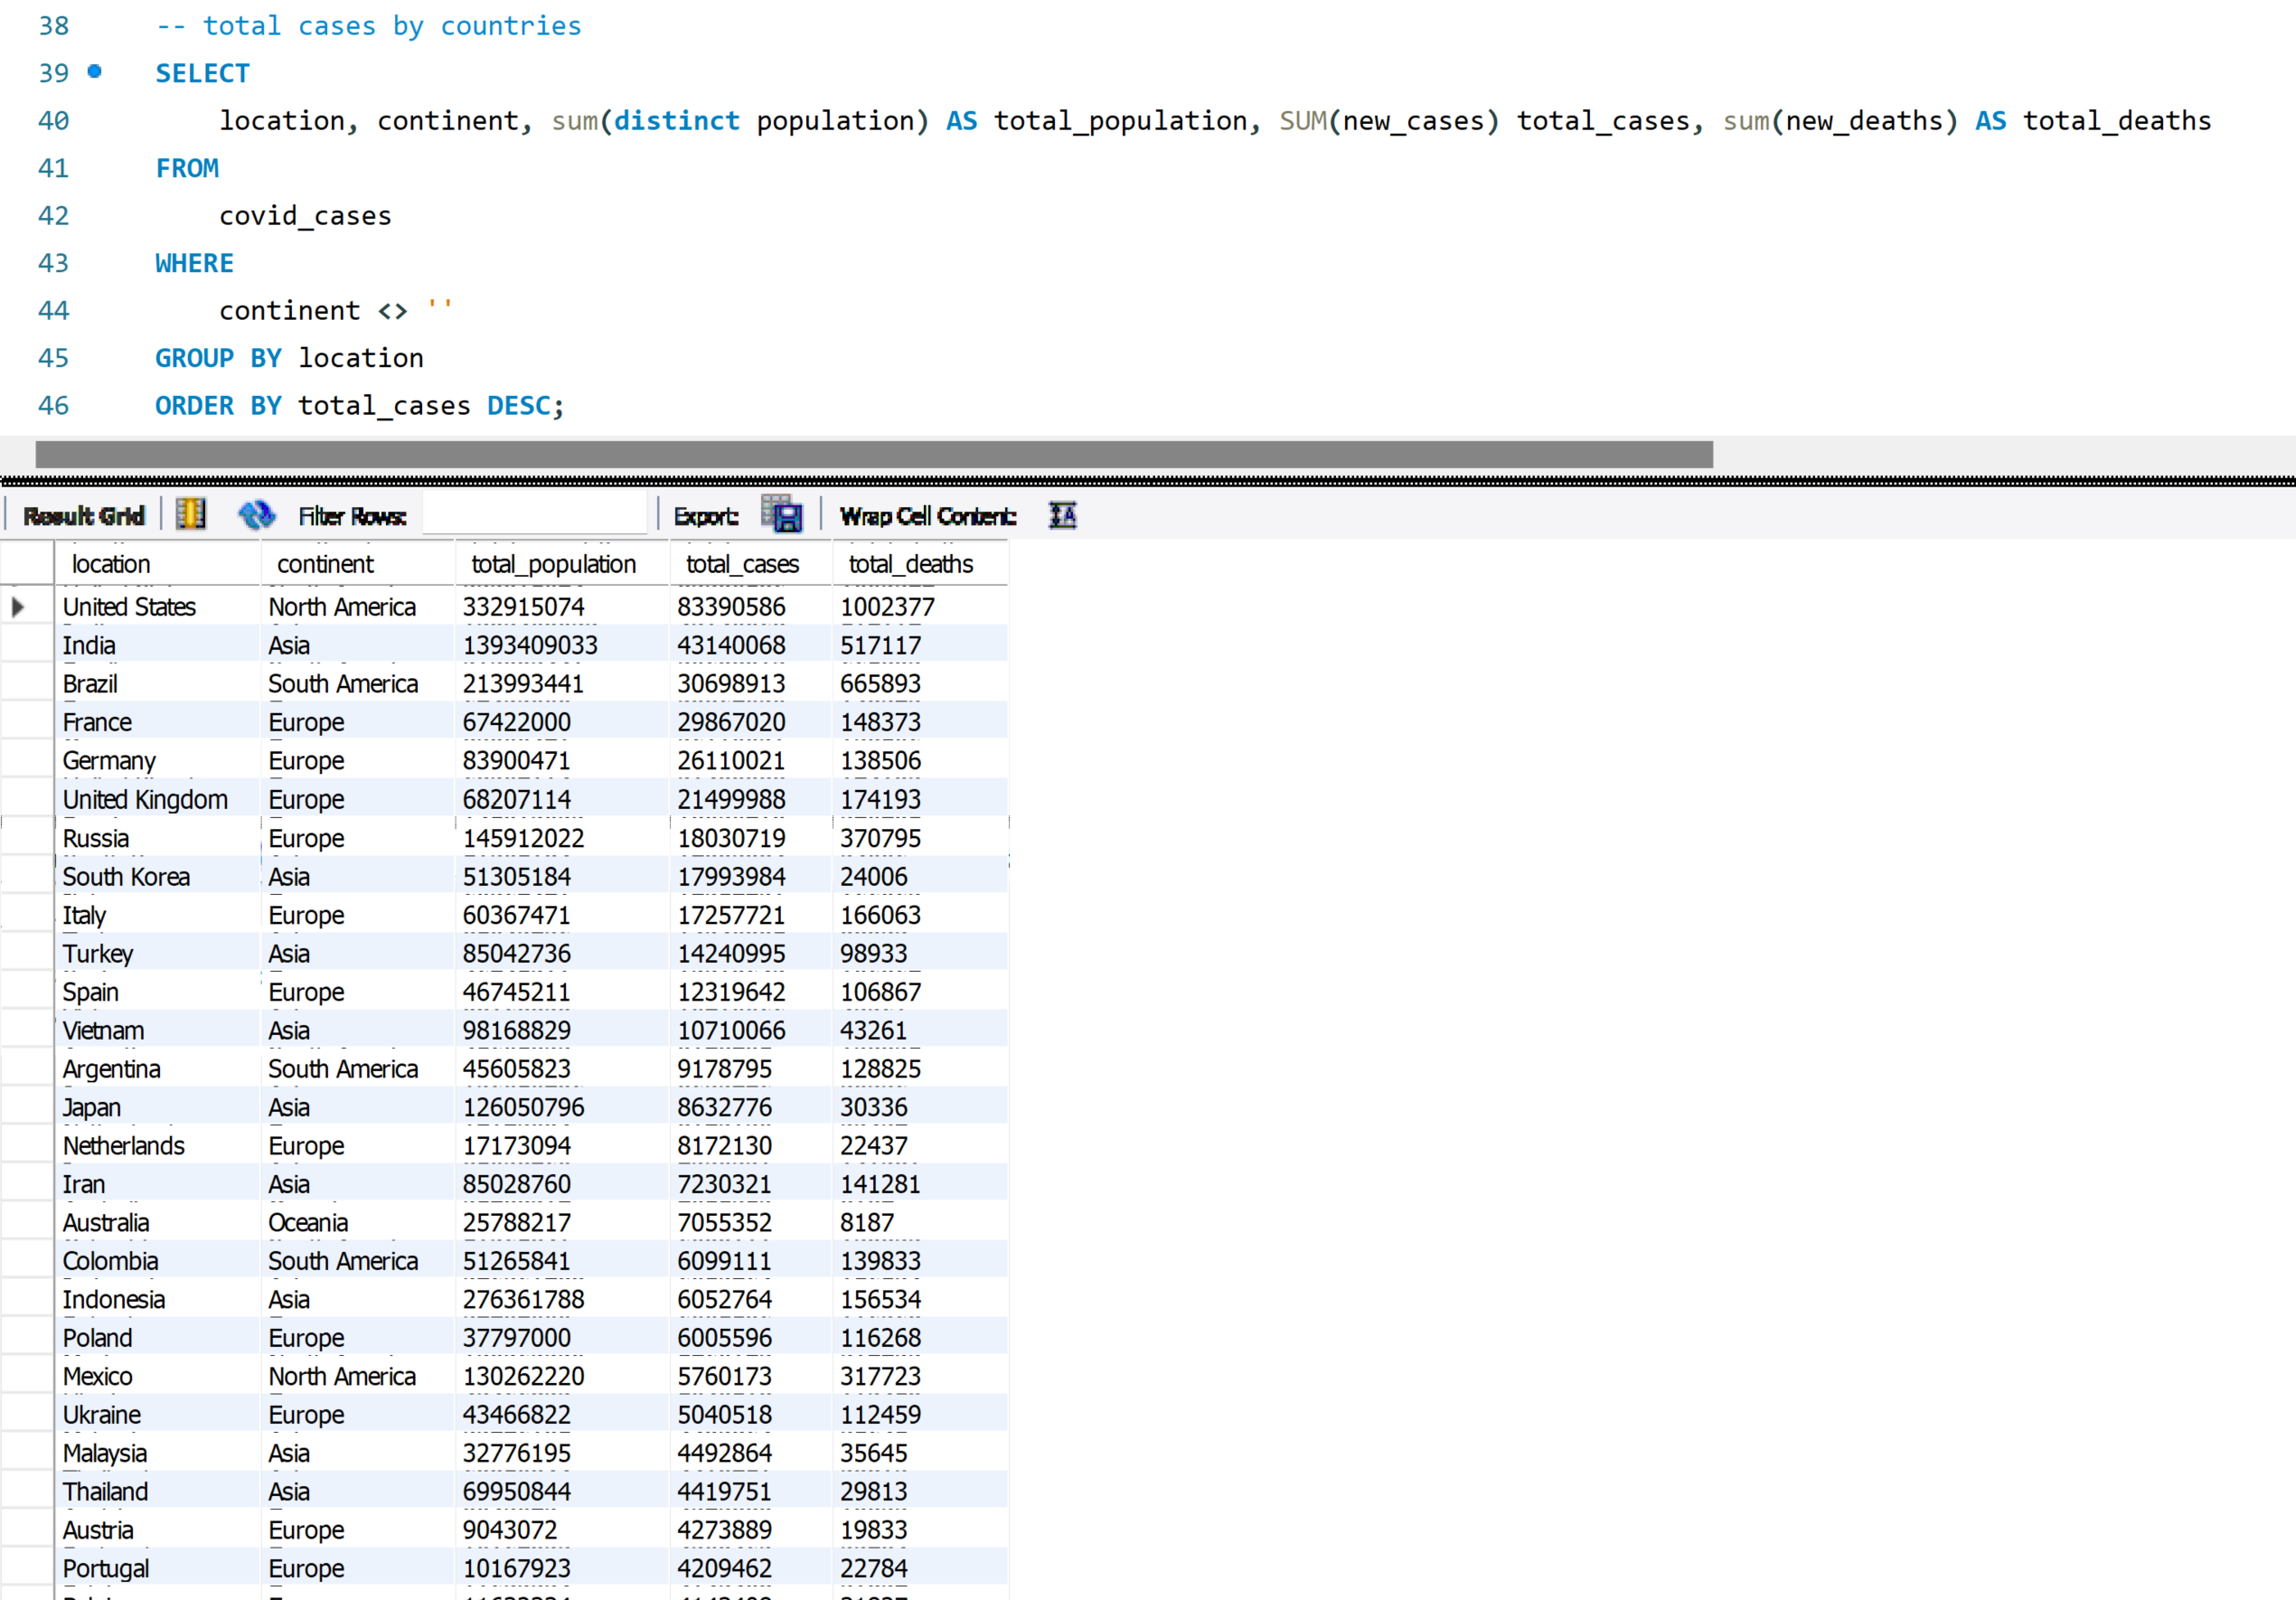 38 -- total cases by countries
39 SELECT
40 location, continent, sum(distinct population) AS total_population, SUM(new_cases) total_cases, sum(new_deaths) AS total_deaths
41 FROM
42 covid_cases
43 WHERE
44 continent <> ''
45 GROUP BY location
46 ORDER BY total_cases DESC;
Result Grid Filter Rows: Export: Wrap Cell Content: IA
location continent total_population total_cases total_deaths
United States North America 332915074 83390586 1002377
India Asia 1393409033 43140068 517117
Brazil South America 213993441 30698913 665893
France Europe 67422000 29867020 148373
Germany Europe 83900471 26110021 138506
United Kingdom Europe 68207114 21499988 174193
Russia Europe 145912022 18030719 370795
South Korea Asia 51305184 17993984 24006
Italy Europe 60367471 17257721 166063
Turkey Asia 85042736 14240995 98933
Spain Europe 46745211 12319642 106867
Vietnam Asia 98168829 10710066 43261
Argentina South America 45605823 9178795 128825
Japan Asia 126050796 8632776 30336
Netherlands Europe 17173094 8172130 22437
Iran Asia 85028760 7230321 141281
Australia Oceania 25788217 7055352 8187
Colombia South America 51265841 6099111 139833
Indonesia Asia 276361788 6052764 156534
Poland Europe 37797000 6005596 116268
Mexico North America 130262220 5760173 317723
Ukraine Europe 43466822 5040518 112459
Malaysia Asia 32776195 4492864 35645
Thailand Asia 69950844 4419751 29813
Austria Europe 9043072 4273889 19833
Portugal Europe 10167923 4209462 22784